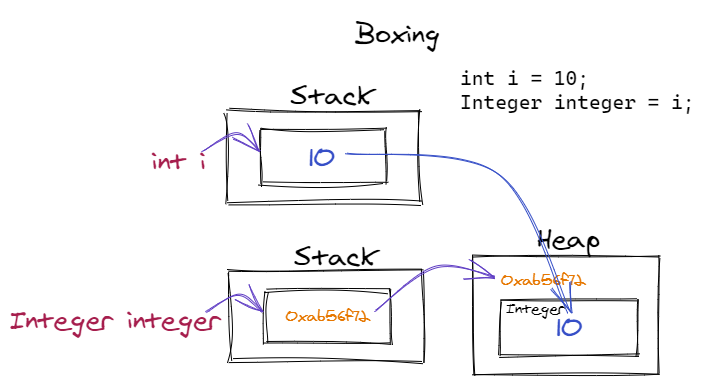 Boxing
int i = 10;
Integer integer = i;
Stack
int i
10
Stack
Heap
Integer integer
0xab56f72
0xab56f72
Integer
10